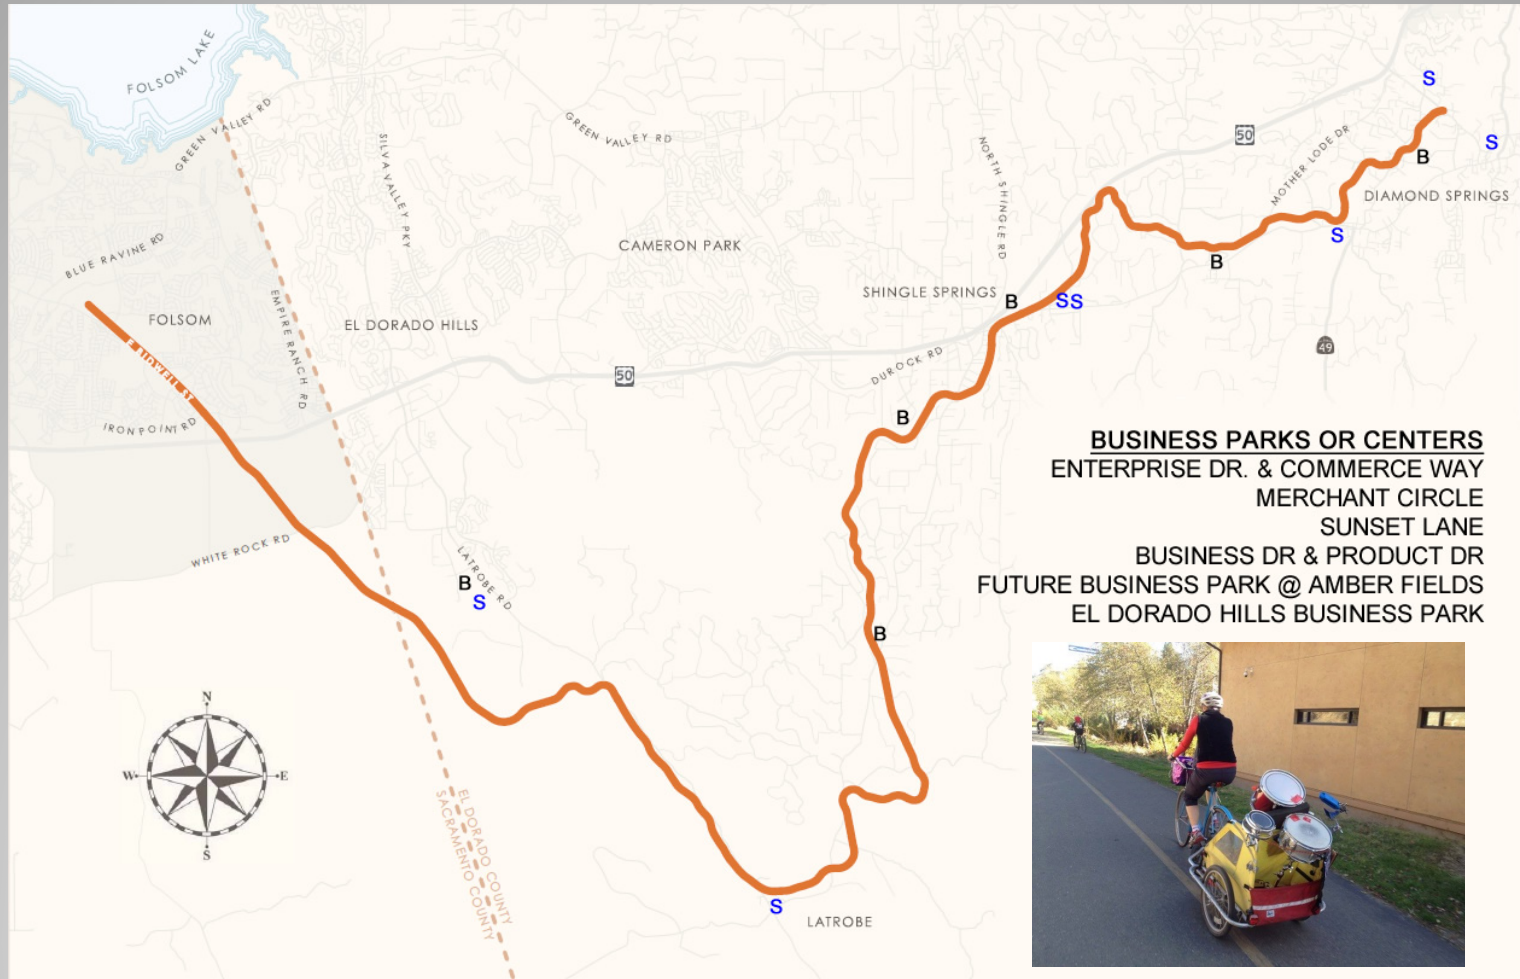 FOLSOM LAKE
GREEN VALLEY RD
SILVA VALLEY PKY
GREEN VALLEY RD
NORTH SHINGLE RD
50
MOTHER LODE DR
S
S
B
DIAMOND SPRINGS
S
B
BLUE RAVINE RD
EMPIRE RANCH RD
FOLSOM
EL DORADO HILLS
CAMERON PARK
SHINGLE SPRINGS
B
SS
49
E BIDWELL ST
50
DUROCK RD
IRON POINT RD
B
WHITE ROCK RD
LATROBE RD
B
S
B
BUSINESS PARKS OR CENTERS
ENTERPRISE DR. & COMMERCE WAY
MERCHANT CIRCLE
SUNSET LANE
BUSINESS DR & PRODUCT DR
FUTURE BUSINESS PARK @ AMBER FIELDS
EL DORADO HILLS BUSINESS PARK
N
W
E
S
EL DORADO COUNTY
SACRAMENTO COUNTY
S
LATROBE